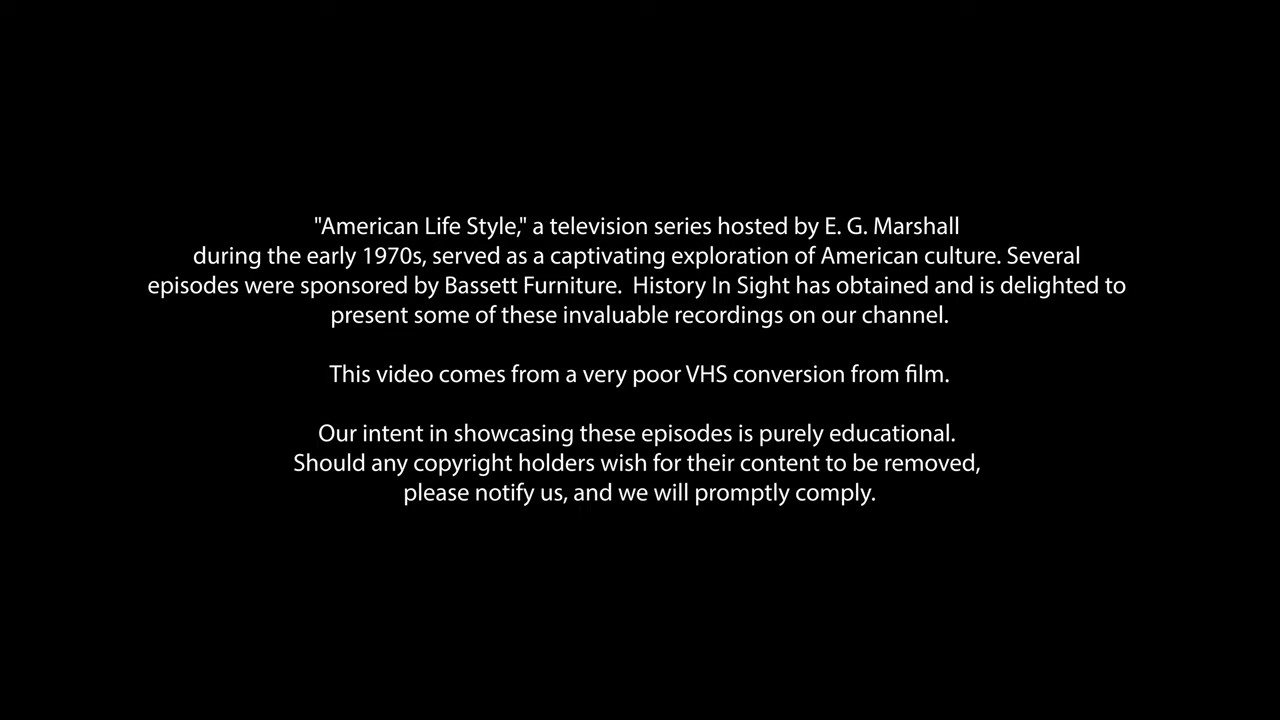 "American Life Style," a television series hosted by E. G. Marshall
during the early 1970s, served as a captivating exploration of American culture. Several
episodes were sponsored by Bassett Furniture.  History In Sight has obtained and is delighted to
present some of these invaluable recordings on our channel.
This video comes from a very poor VHS conversion from film.
Our intent in showcasing these episodes is purely educational.
Should any copyright holders wish for their content to be removed,
please notify us, and we will promptly comply.